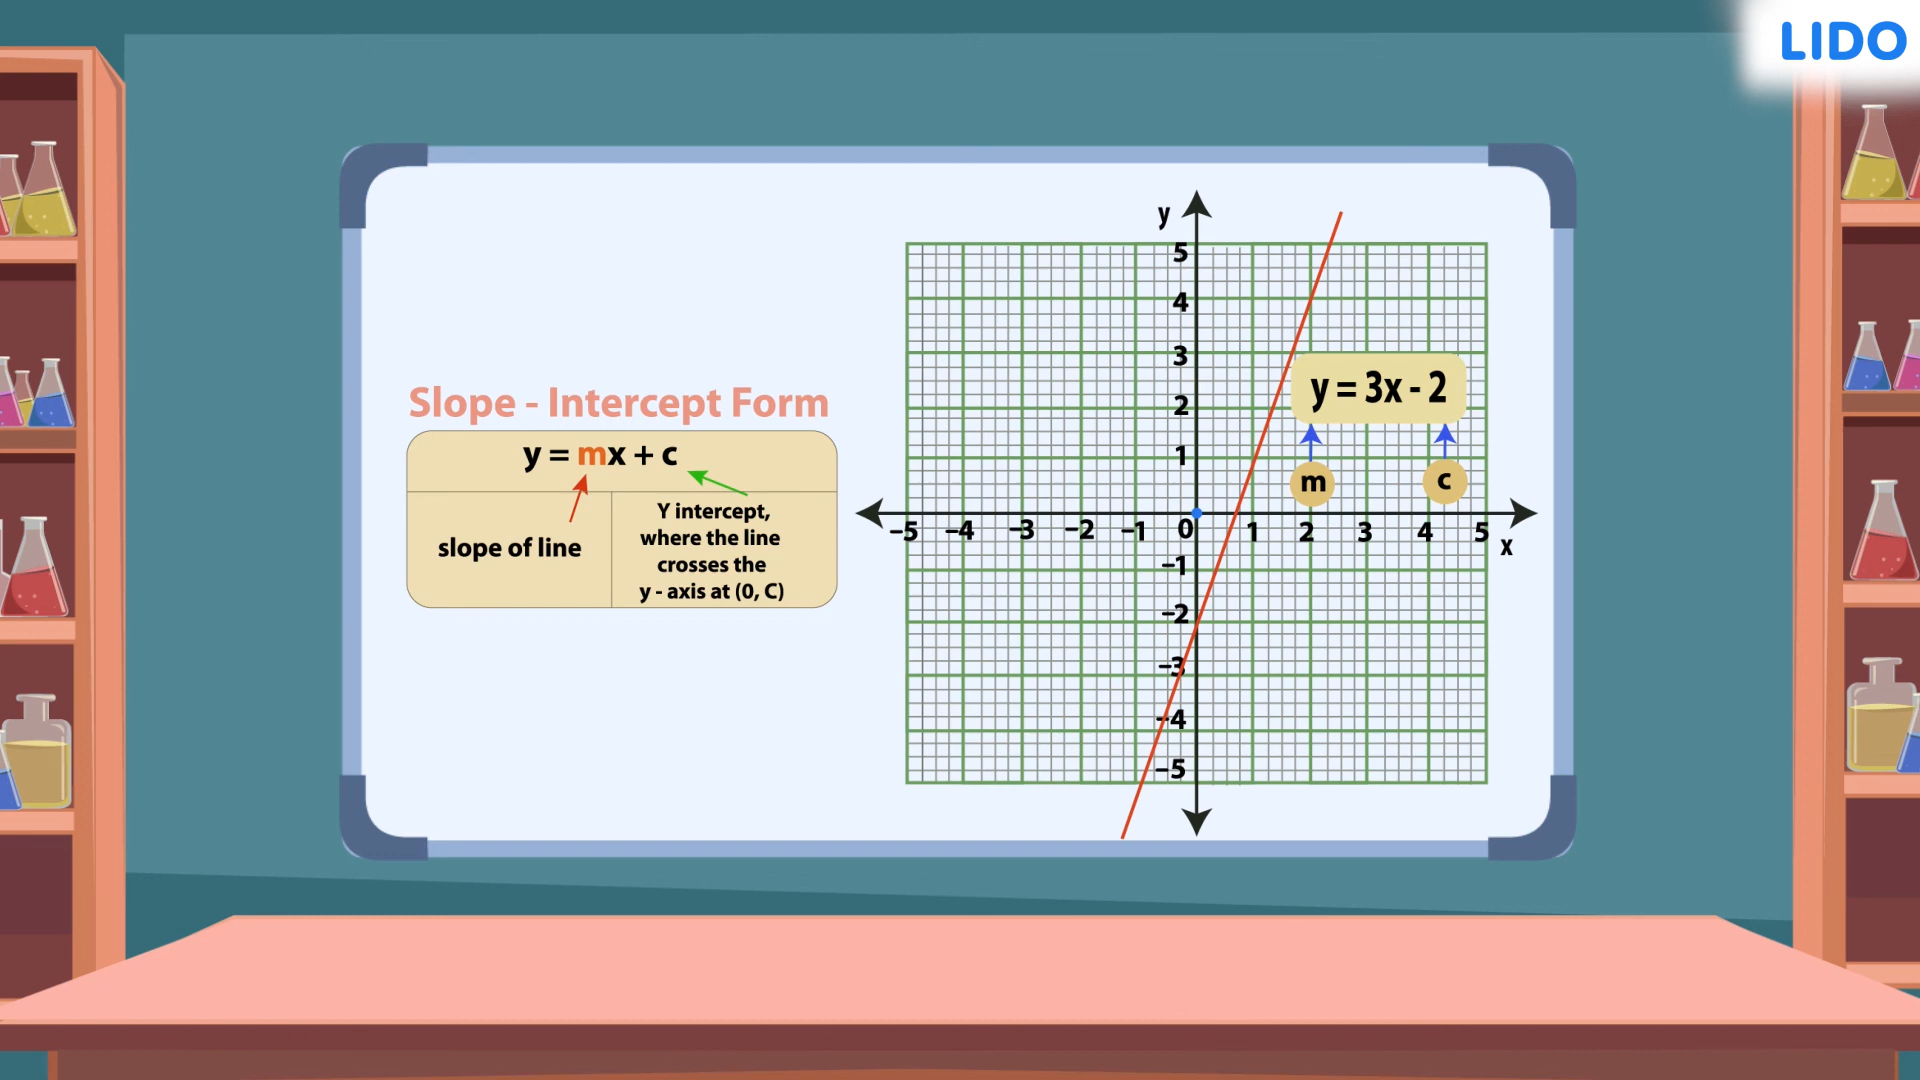 LIDO
Slope - Intercept Form
y = mx + c
slope of line
Y intercept,
where the line
crosses the
y - axis at (0, C)
y
5
4
3
2
1
–5 –4 –3 –2 –1 0 1 2 3 4 5
x
–1
–2
–3
–4
–5
y = 3x - 2
m c